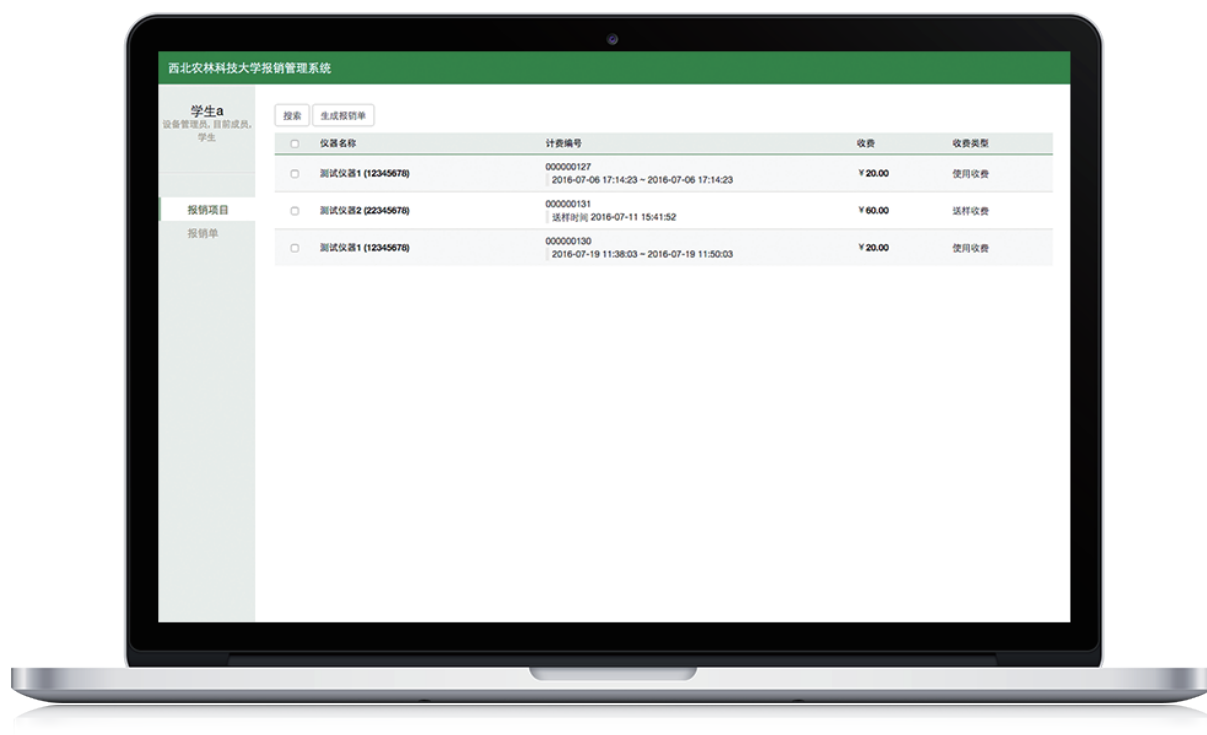 西北农林科技大学报销管理系统
学生a
设备管理员, 目前成员,
学生
报销项目
报销单
搜索 生成报销单
仪器名称 计费编号 收费 收费类型
测试仪器1 (12345678) 000000127 ¥20.00 使用收费
2016-07-06 17:14:23 ~ 2016-07-06 17:14:23
测试仪器2 (22345678) 000000131 ¥60.00 送样收费
送样时间 2016-07-11 15:41:52
测试仪器1 (12345678) 000000130 ¥20.00 使用收费
2016-07-19 11:38:03 ~ 2016-07-19 11:50:03